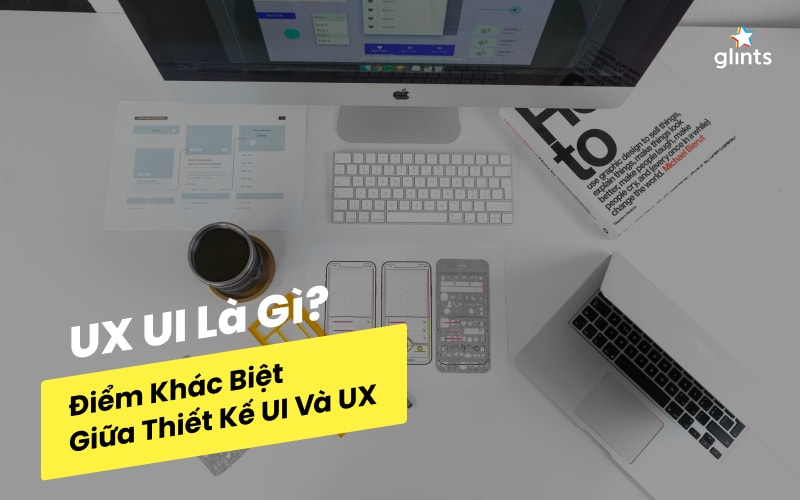 glints
How to
use graphic design to sell things,
explain things, make things look
better, make people laugh, make
people cry, and (every once in a while)
change the world. Michael Bierut
UX UI Là Gì?
Điểm Khác Biệt
Giữa Thiết Kế UI Và UX